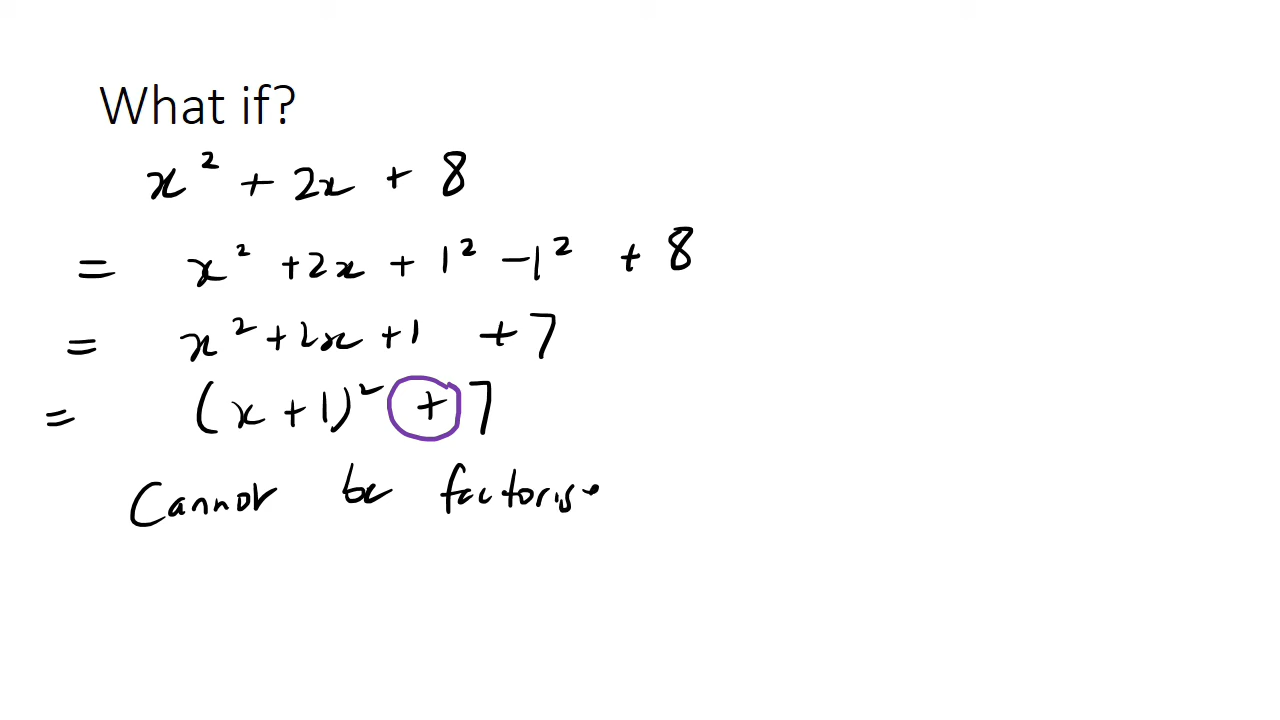 What if?
x² + 2x + 8
= x² + 2x + 1² - 1² + 8
= x² + 2x + 1 + 7
= (x + 1)² + 7
Cannot be factoris